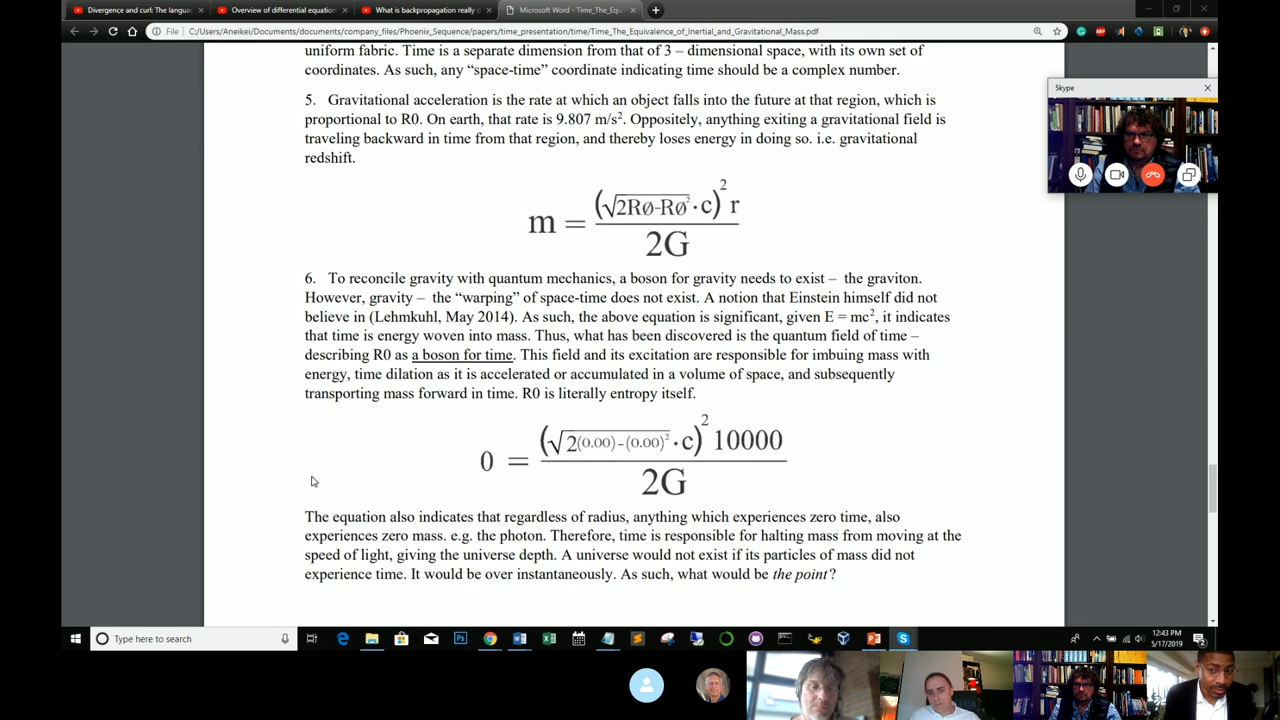 Divergence and curl: The langua
Overview of differential equation
What is backpropagation really d
Microsoft Word - Time_The_Equi
File
C:/Users/Aneikei/Documents/documents/company_files/Phoenix_Sequence/papers/time_presentation/time/Time_The_Equivalence_of_Inertial_and_Gravitational_Mass.pdf
Skype
uniform fabric. Time is a separate dimension from that of 3 – dimensional space, with its own set of
coordinates. As such, any “space-time” coordinate indicating time should be a complex number.
5. Gravitational acceleration is the rate at which an object falls into the future at that region, which is
proportional to R0. On earth, that rate is 9.807 m/s². Oppositely, anything exiting a gravitational field is
traveling backward in time from that region, and thereby loses energy in doing so. i.e. gravitational
redshift.
m = (√2Rø-Rø² · c)² r
2G
6. To reconcile gravity with quantum mechanics, a boson for gravity needs to exist – the graviton.
However, gravity – the “warping” of space-time does not exist. A notion that Einstein himself did not
believe in (Lehmkuhl, May 2014). As such, the above equation is significant, given E = mc², it indicates
that time is energy woven into mass. Thus, what has been discovered is the quantum field of time –
describing R0 as a boson for time. This field and its excitation are responsible for imbuing mass with
energy, time dilation as it is accelerated or accumulated in a volume of space, and subsequently
transporting mass forward in time. R0 is literally entropy itself.
0 = (√2(0.00)-(0.00)² · c)² 10000
2G
The equation also indicates that regardless of radius, anything which experiences zero time, also
experiences zero mass. e.g. the photon. Therefore, time is responsible for halting mass from moving at the
speed of light, giving the universe depth. A universe would not exist if its particles of mass did not
experience time. It would be over instantaneously. As such, what would be the point?
Type here to search
12:43 PM
5/17/2019